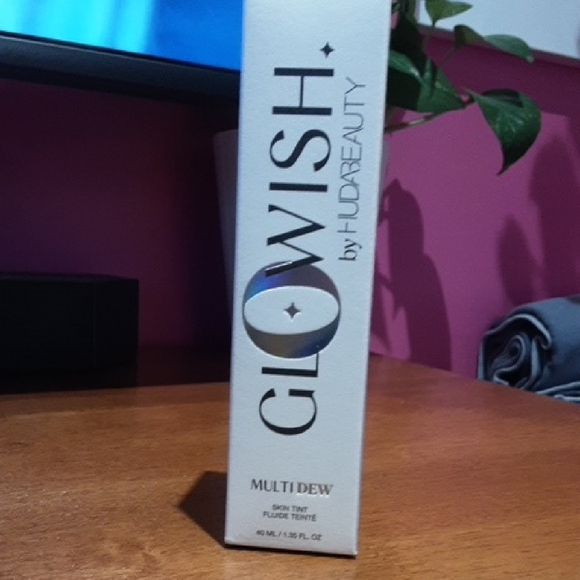 GLOWISH.
by HUDABEAUTY
MULTI DEW
SKIN TINT
FLUIDE TEINTÉ
40 ML / 1.35 FL. OZ